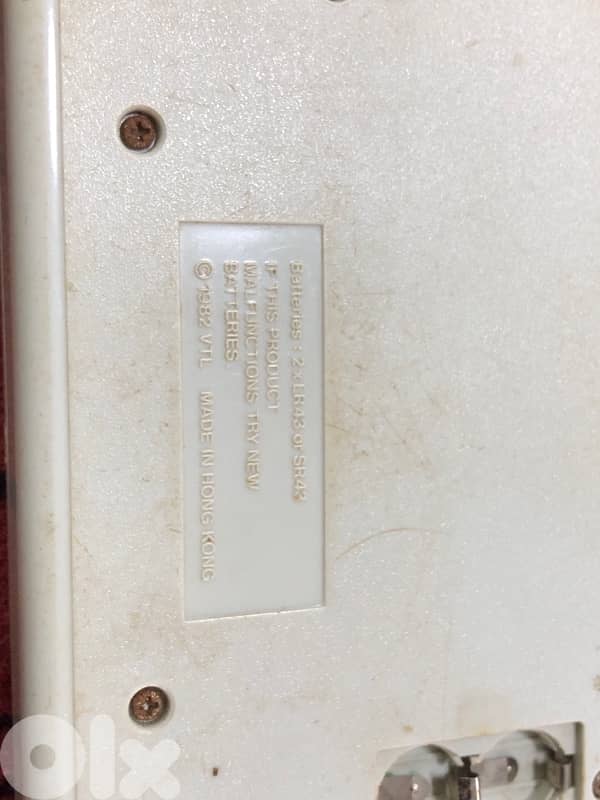 Batteries : 2 x LR43 or SR43
IF THIS PRODUCT
MALFUNCTIONS TRY NEW
BATTERIES
© 1982 VTL MADE IN HONG KONG
olx